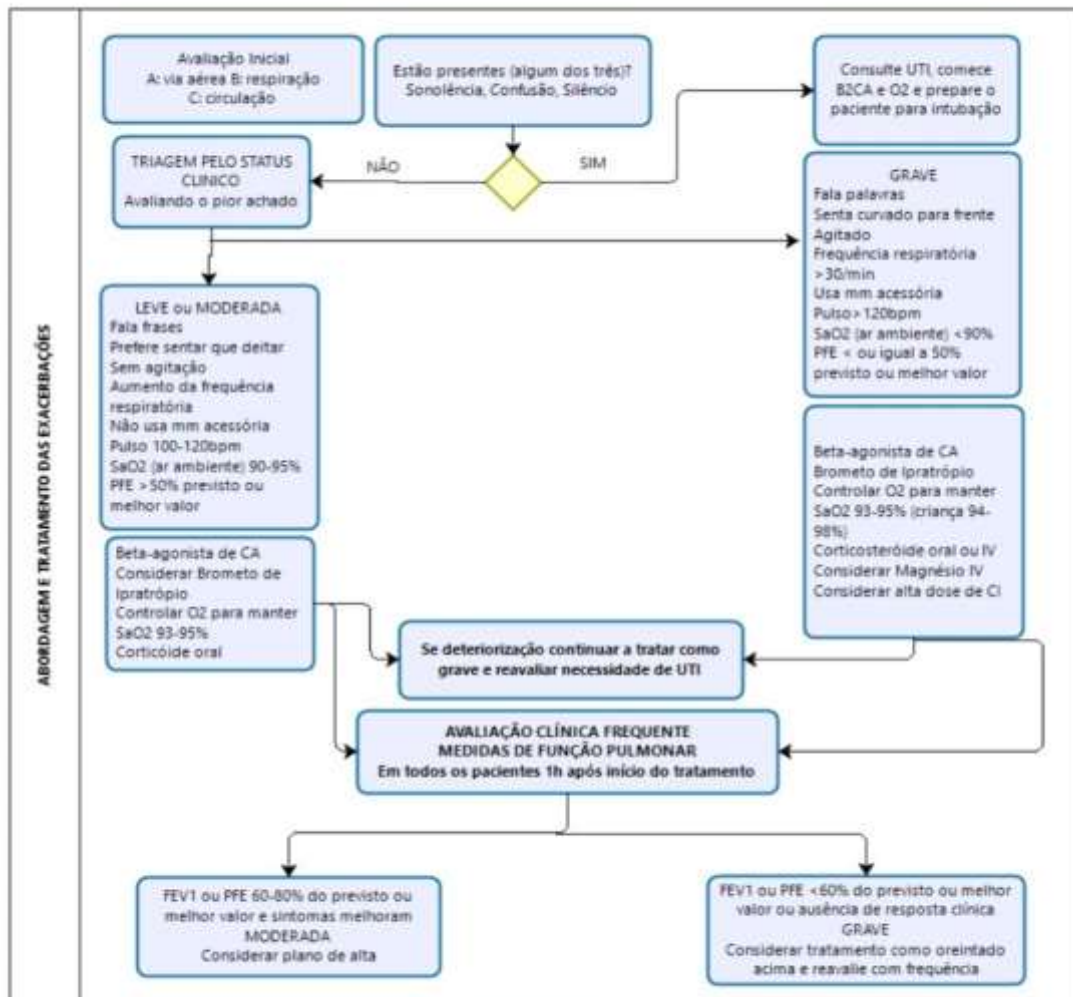 ABORDAGEM E TRATAMENTO DAS EXACERBAÇÕES
Avaliação Inicial
A: via aérea B: respiração
C: circulação
Estão presentes (algum dos três)?
Sonolência, Confusão, Silêncio
Consulte UTI, comece
B2CA e O2 e prepare o
paciente para intubação
NÃO
SIM
TRIAGEM PELO STATUS
CLINICO
Avaliando o pior achado
GRAVE
Fala palavras
Senta curvado para frente
Agitado
Frequência respiratória
>30/min
Usa mm acessória
Pulso>120bpm
SaO2 (ar ambiente) <90%
PFE < ou igual a 50%
previsto ou melhor valor
LEVE ou MODERADA
Fala frases
Prefere sentar que deitar
Sem agitação
Aumento da frequência
respiratória
Não usa mm acessória
Pulso 100-120bpm
SaO2 (ar ambiente) 90-95%
PFE >50% previsto ou
melhor valor
Beta-agonista de CA
Brometo de Ipratrópio
Controlar O2 para manter
SaO2 93-95% (criança 94-
98%)
Corticosteróide oral ou IV
Considerar Magnésio IV
Considerar alta dose de CI
Beta-agonista de CA
Considerar Brometo de
Ipratrópio
Controlar O2 para manter
SaO2 93-95%
Corticóide oral
Se deteriorização continuar a tratar como
grave e reavaliar necessidade de UTI
AVALIAÇÃO CLÍNICA FREQUENTE
MEDIDAS DE FUNÇÃO PULMONAR
Em todos os pacientes 1h após início do tratamento
FEV1 ou PFE 60-80% do previsto ou
melhor valor e sintomas melhoram
MODERADA
Considerar plano de alta
FEV1 ou PFE <60% do previsto ou melhor
valor ou ausência de resposta clínica
GRAVE
Considerar tratamento como oreintado
acima e reavalie com frequência